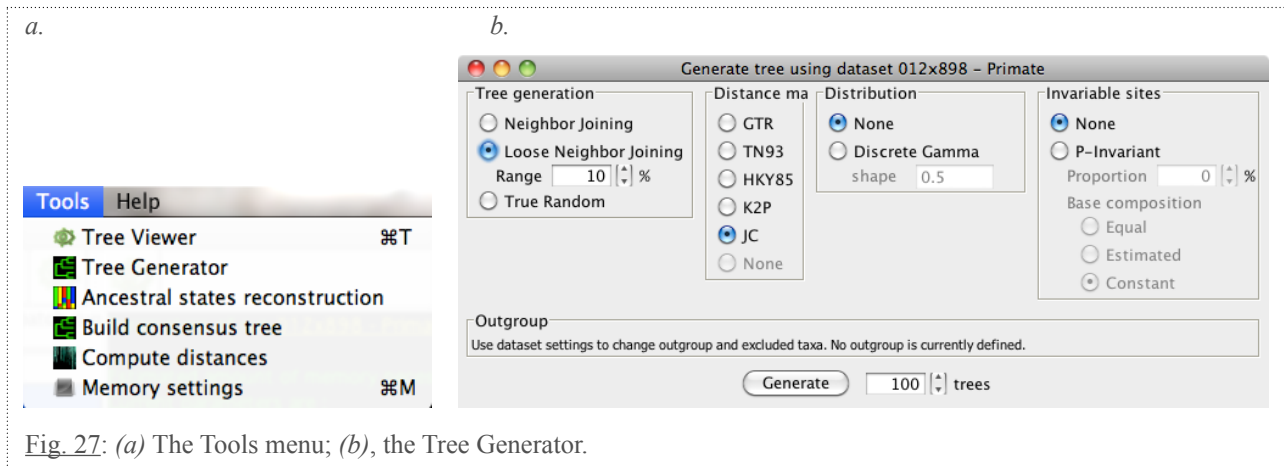 a.
b.
Tools Help
Tree Viewer ⌘T
Tree Generator
Ancestral states reconstruction
Build consensus tree
Compute distances
Memory settings ⌘M
Generate tree using dataset 012x898 – Primate
Tree generation
Neighbor Joining
Loose Neighbor Joining
Range 10 %
True Random
Distance ma
GTR
TN93
HKY85
K2P
JC
None
Distribution
None
Discrete Gamma
shape 0.5
Invariable sites
None
P-Invariant
Proportion 0 %
Base composition
Equal
Estimated
Constant
Outgroup
Use dataset settings to change outgroup and excluded taxa. No outgroup is currently defined.
Generate 100 trees
Fig. 27: (a) The Tools menu; (b), the Tree Generator.